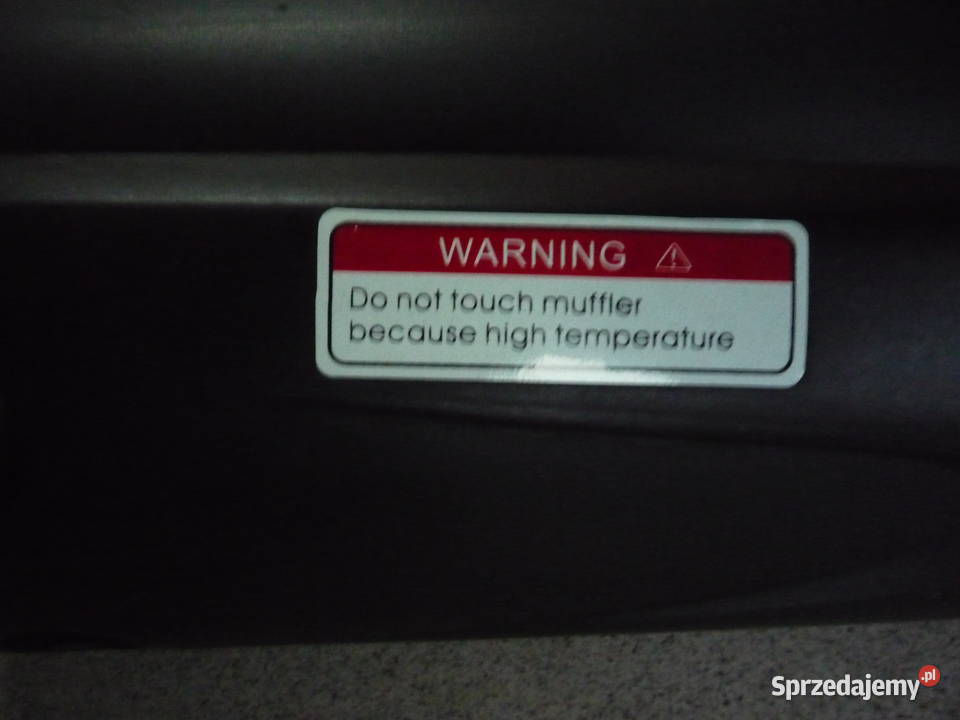 WARNING
Do not touch muffler
because high temperature
Sprzedajemy.pl